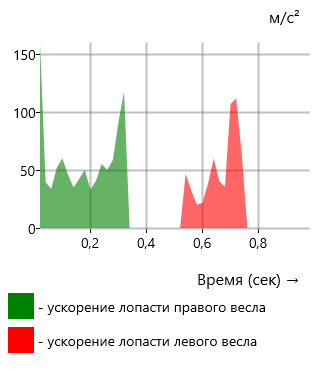 м/с²
150
100
50
0
0,2 0,4 0,6 0,8
Время (сек) →
- ускорение лопасти правого весла
- ускорение лопасти левого весла